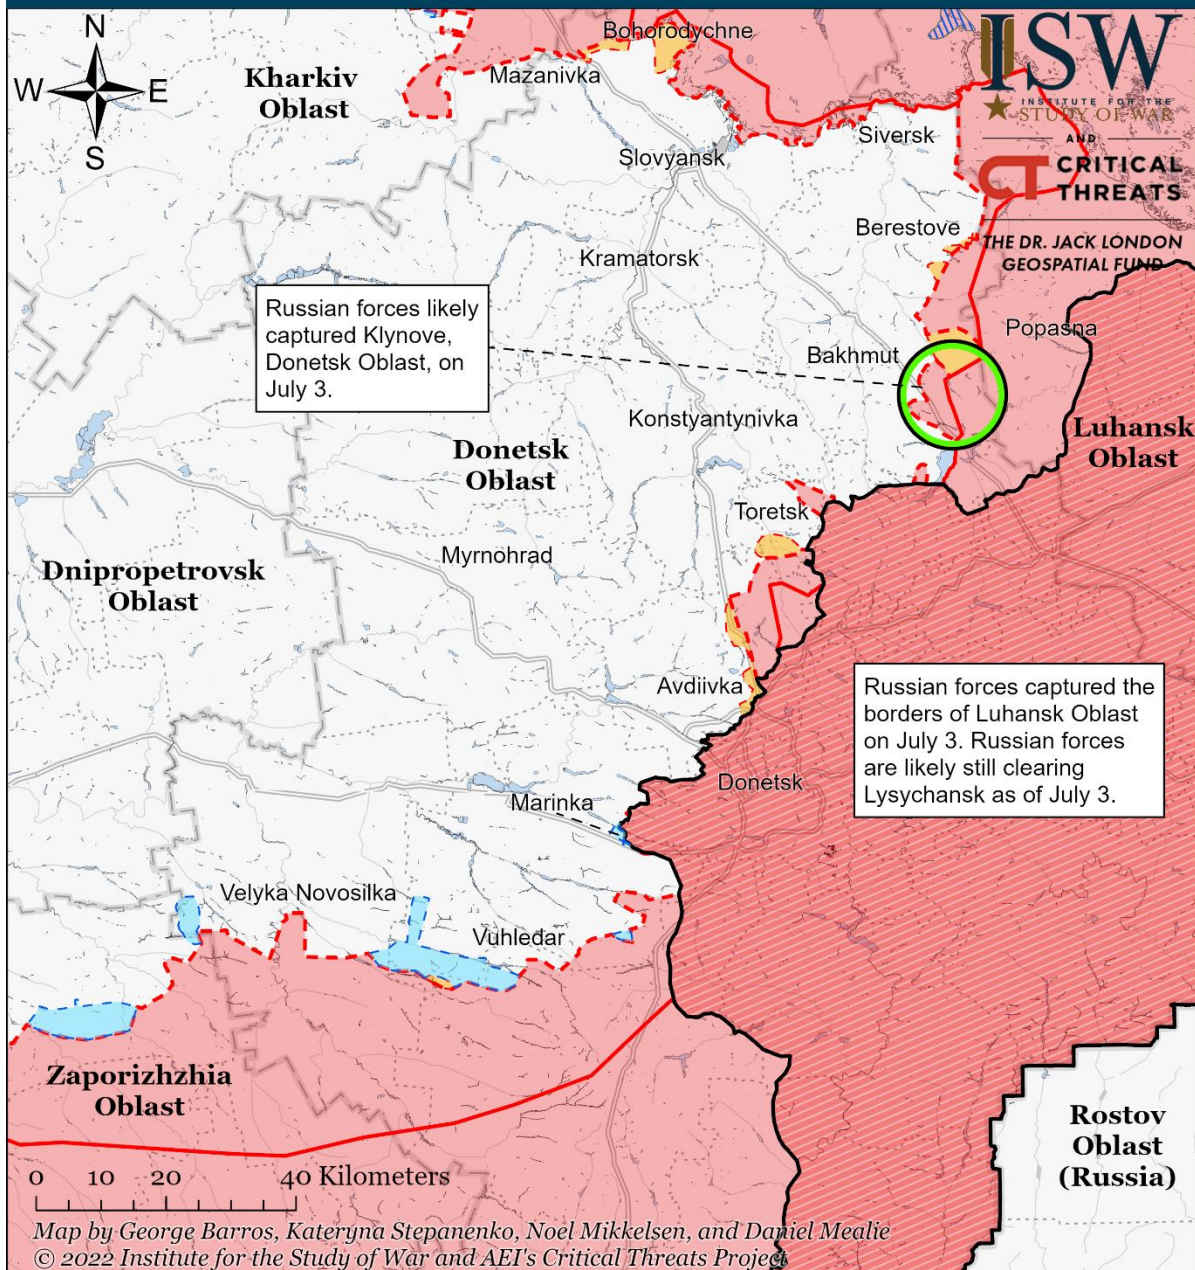 N
W E
S
Kharkiv
Oblast
Bohorodychne
Mazanivka
Slovyansk
Siversk
ISW
INSTITUTE FOR THE
STUDY OF WAR
AND
CT CRITICAL
THREATS
THE DR. JACK LONDON
GEOSPATIAL FUND
Berestove
Kramatorsk
Russian forces likely
captured Klynove,
Donetsk Oblast, on
July 3.
Popasna
Bakhmut
Konstyantynivka
Luhansk
Oblast
Donetsk
Oblast
Toretsk
Myrnohrad
Dnipropetrovsk
Oblast
Avdiivka
Russian forces captured the
borders of Luhansk Oblast
on July 3. Russian forces
are likely still clearing
Lysychansk as of July 3.
Donetsk
Marinka
Velyka Novosilka
Vuhledar
Zaporizhzhia
Oblast
Rostov
Oblast
(Russia)
0 10 20 40 Kilometers
Map by George Barros, Kateryna Stepanenko, Noel Mikkelsen, and Daniel Mealie
© 2022 Institute for the Study of War and AEI's Critical Threats Project